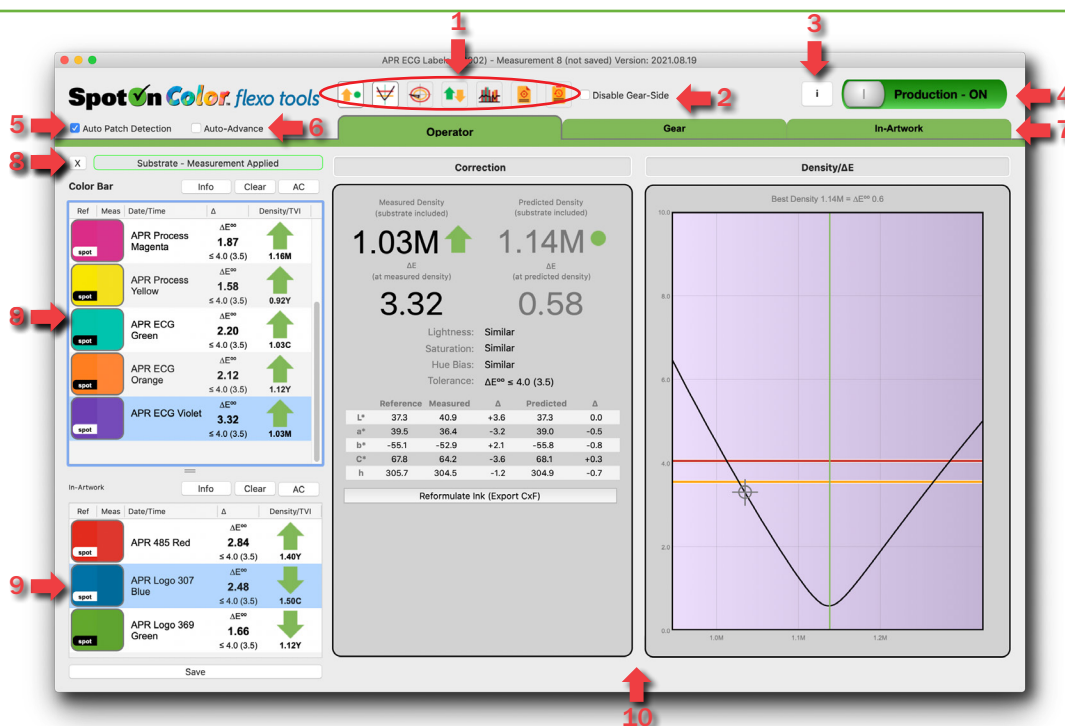 1
3
APR ECG Label 02) - Measurement 8 (not saved) Version: 2021.08.19
Spot On Color. flexo tools
Disable Gear-Side
2
i
Production - ON
4
5
Auto Patch Detection
Auto-Advance
6
Operator
Gear
In-Artwork
7
8
X
Substrate - Measurement Applied
Correction
Density/ΔE
Color Bar
Info
Clear
AC
Ref Meas Date/Time Δ Density/TVI
spot
APR Process Magenta
ΔE⁰⁰
1.87
≤ 4.0 (3.5)
1.16M
spot
APR Process Yellow
ΔE⁰⁰
1.58
≤ 4.0 (3.5)
0.92Y
9
spot
APR ECG Green
ΔE⁰⁰
2.20
≤ 4.0 (3.5)
1.03C
spot
APR ECG Orange
ΔE⁰⁰
2.12
≤ 4.0 (3.5)
1.12Y
spot
APR ECG Violet
ΔE⁰⁰
3.32
≤ 4.0 (3.5)
1.03M
In-Artwork
Info
Clear
AC
Ref Meas Date/Time Δ Density/TVI
spot
APR 485 Red
ΔE⁰⁰
2.84
≤ 4.0 (3.5)
1.40Y
9
spot
APR Logo 307 Blue
ΔE⁰⁰
2.48
≤ 4.0 (3.5)
1.50C
spot
APR Logo 369 Green
ΔE⁰⁰
1.66
≤ 4.0 (3.5)
1.12Y
Save
Measured Density
(substrate included)
Predicted Density
(substrate included)
1.03M
1.14M
ΔE
(at measured density)
ΔE
(at predicted density)
3.32
0.58
Lightness: Similar
Saturation: Similar
Hue Bias: Similar
Tolerance: ΔE⁰⁰ ≤ 4.0 (3.5)
Reference Measured Δ Predicted Δ
L* 37.3 40.9 +3.6 37.3 0.0
a* 39.5 36.4 -3.2 39.0 -0.5
b* -55.1 -52.9 +2.1 -55.8 -0.8
C* 67.8 64.2 -3.6 68.1 +0.3
h 305.7 304.5 -1.2 304.9 -0.7
Reformulate Ink (Export CxF)
Best Density 1.14M = ΔE⁰⁰ 0.6
10.0
8.0
6.0
4.0
2.0
0.0
1.0M
1.1M
1.2M
10